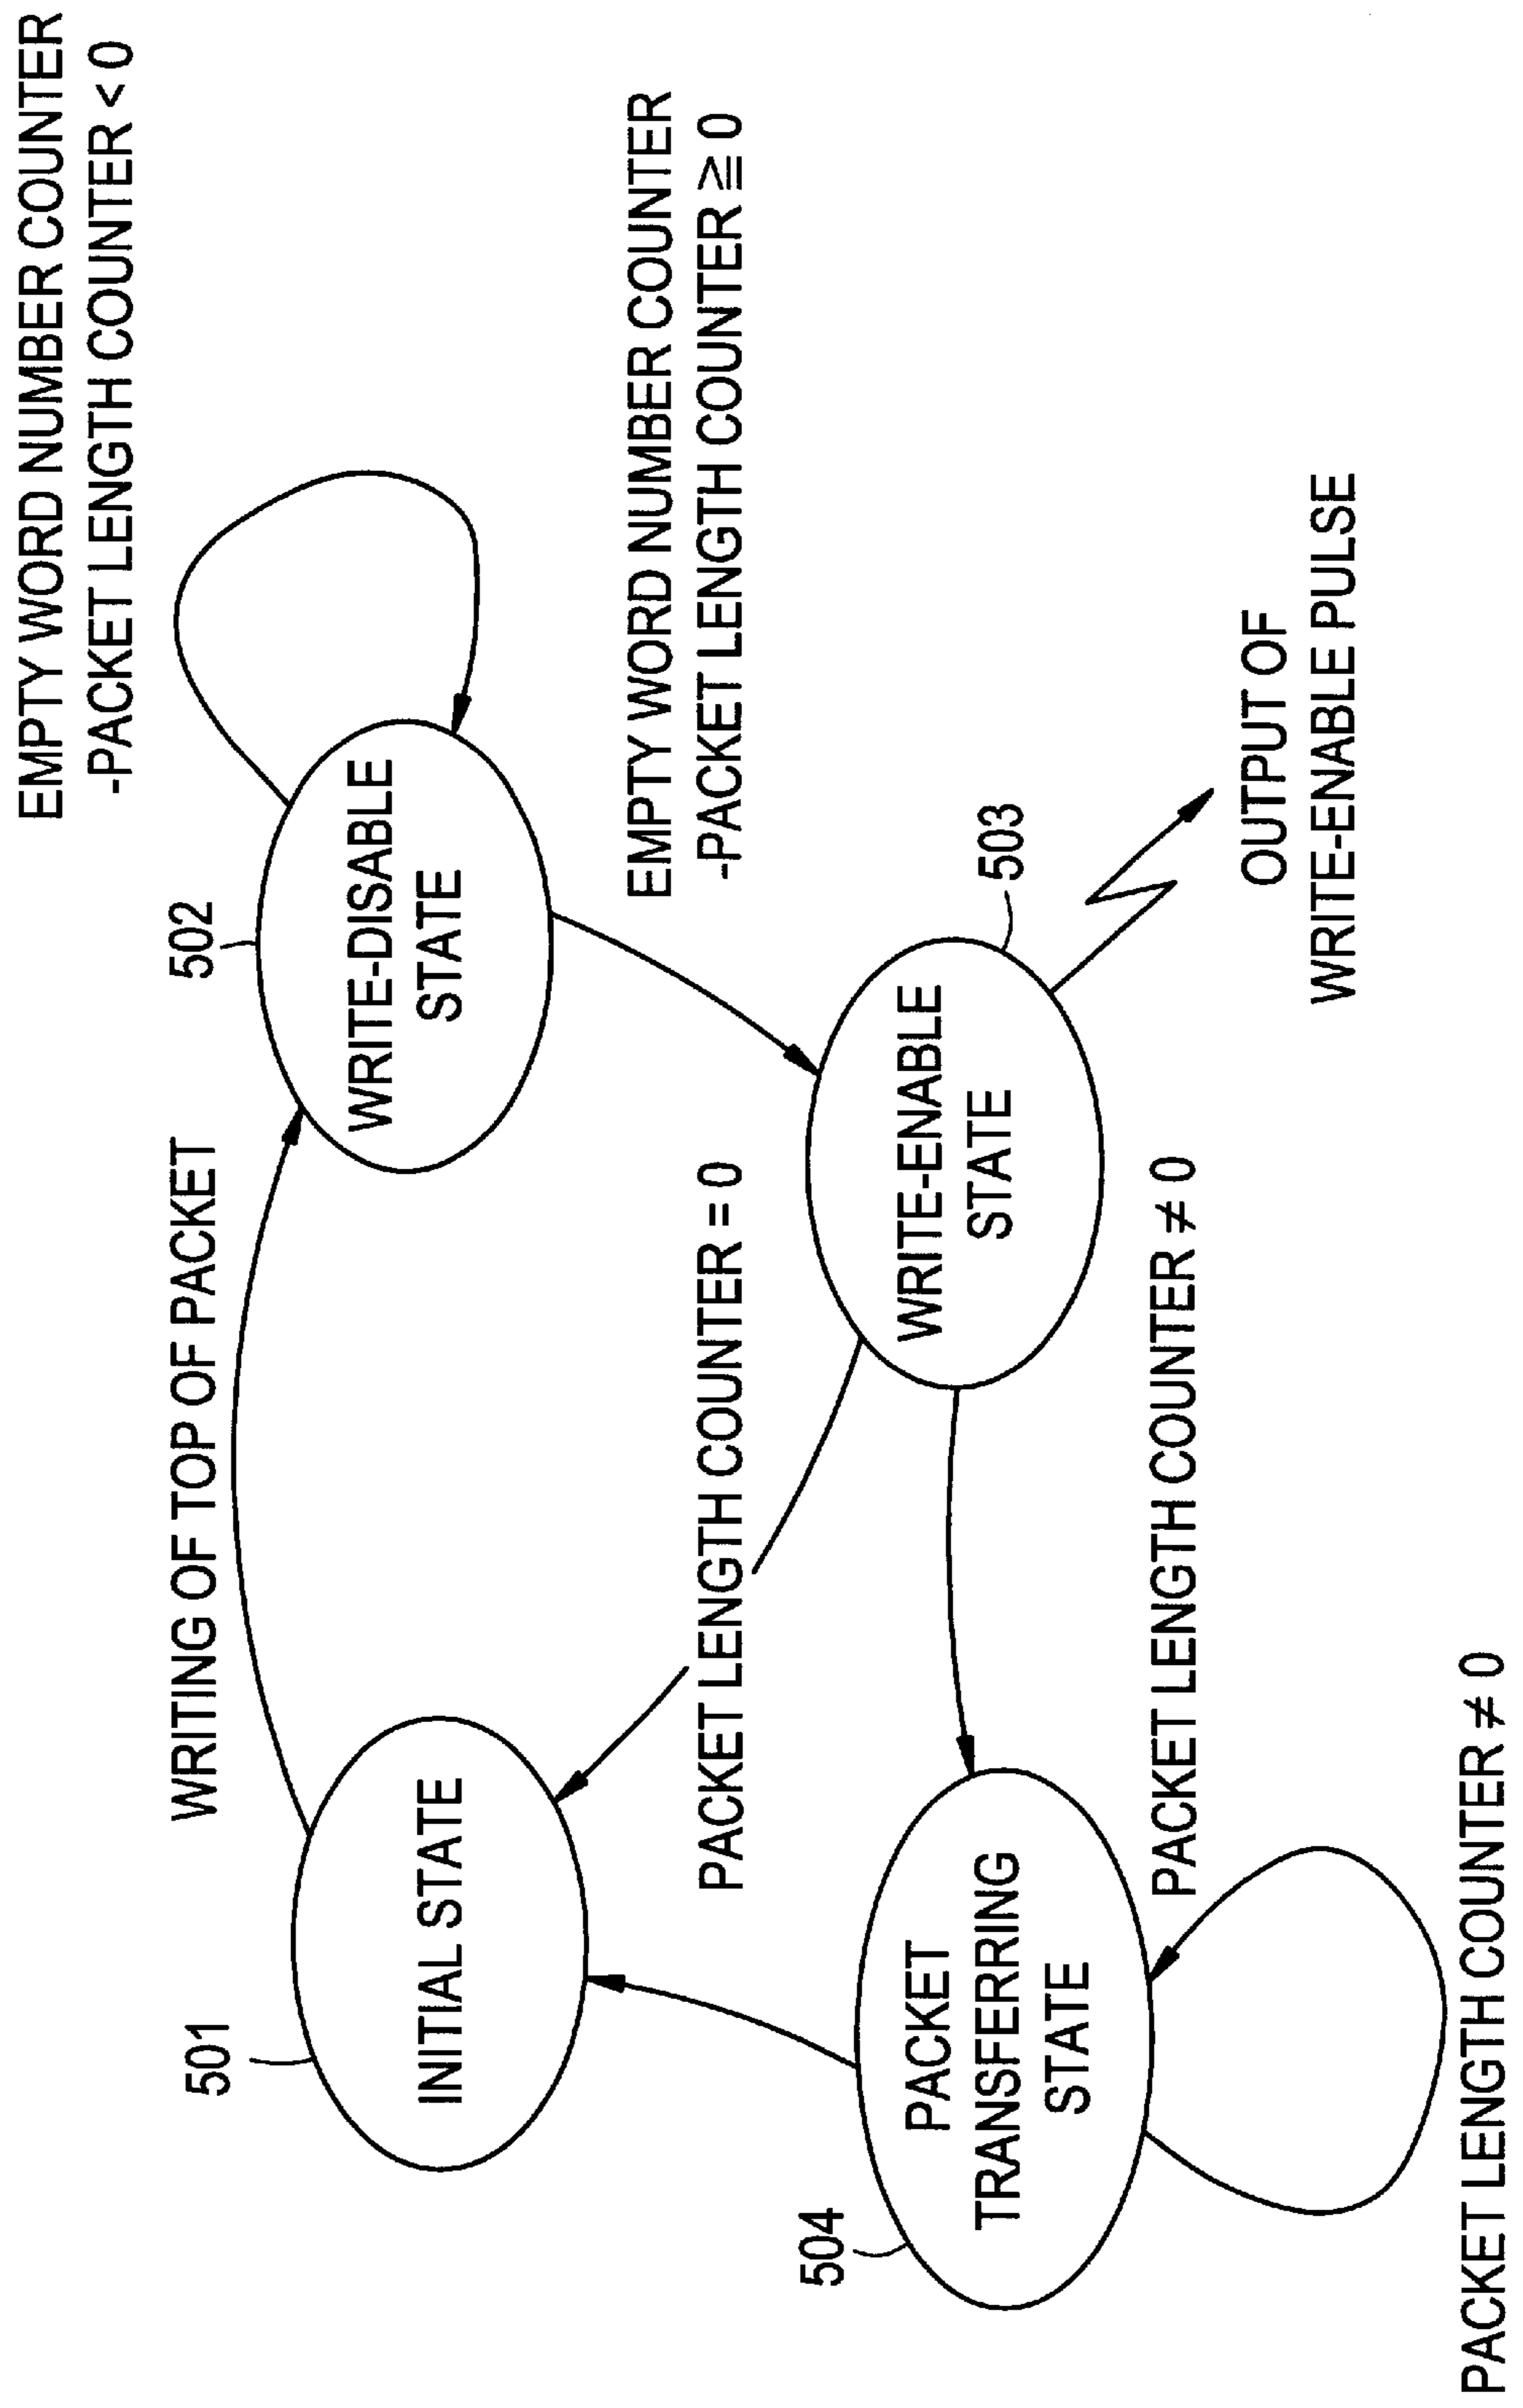 EMPTY WORD NUMBER COUNTER
-PACKET LENGTH COUNTER < 0
502
WRITING OF TOP OF PACKET
501
WRITE-DISABLE
STATE
INITIAL STATE
EMPTY WORD NUMBER COUNTER
-PACKET LENGTH COUNTER ≧ 0
PACKET LENGTH COUNTER = 0
504
PACKET
TRANSFERRING
STATE
WRITE-ENABLE
STATE
503
PACKET LENGTH COUNTER ≠ 0
OUTPUT OF
WRITE-ENABLE PULSE
PACKET LENGTH COUNTER ≠ 0